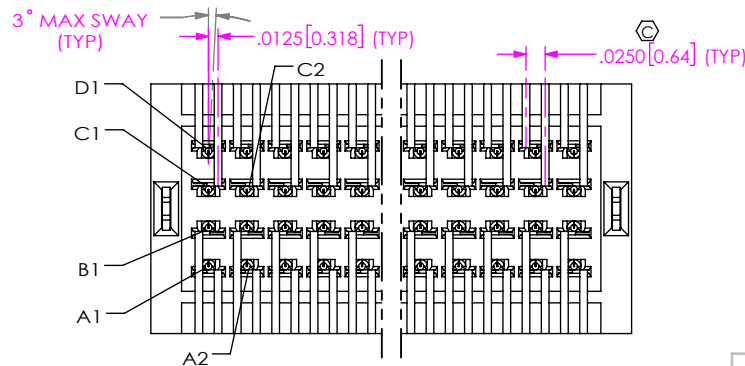 3° MAX SWAY
(TYP)
.0125[0.318] (TYP)
C
.0250[0.64] (TYP)
C2
D1
C1
B1
A1
A2